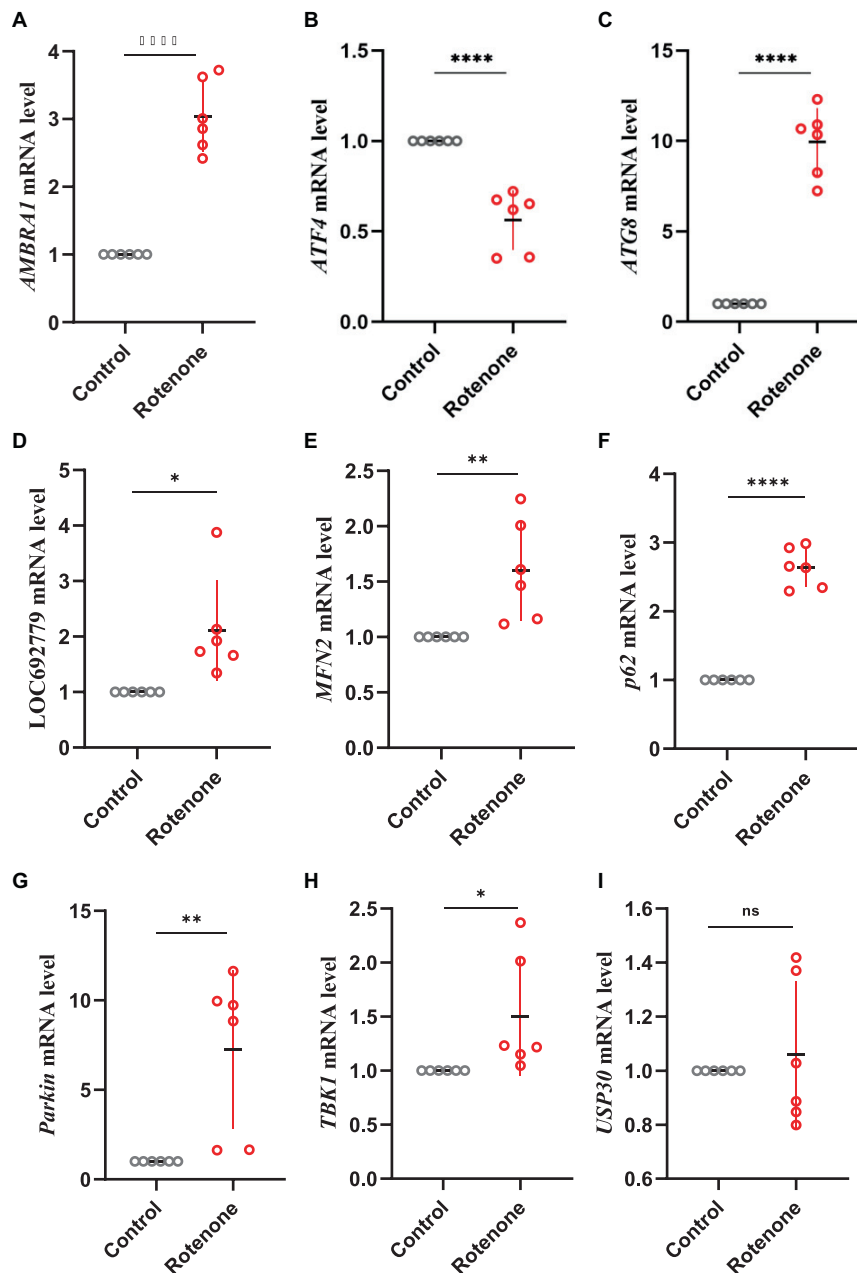 A
B
C
▯▯▯▯
****
****
AMBRA1 mRNA level
4
3
2
1
0
ATF4 mRNA level
1.5
1.0
0.5
0.0
ATG8 mRNA level
15
10
5
0
Control
Rotenone
Control
Rotenone
Control
Rotenone
D
E
F
*
**
****
LOC692779 mRNA level
5
4
3
2
1
0
MFN2 mRNA level
2.5
2.0
1.5
1.0
0.5
0.0
p62 mRNA level
4
3
2
1
0
Control
Rotenone
Control
Rotenone
Control
Rotenone
G
H
I
**
*
ns
Parkin mRNA level
15
10
5
0
TBK1 mRNA level
2.5
2.0
1.5
1.0
0.5
0.0
USP30 mRNA level
1.6
1.4
1.2
1.0
0.8
0.6
Control
Rotenone
Control
Rotenone
Control
Rotenone